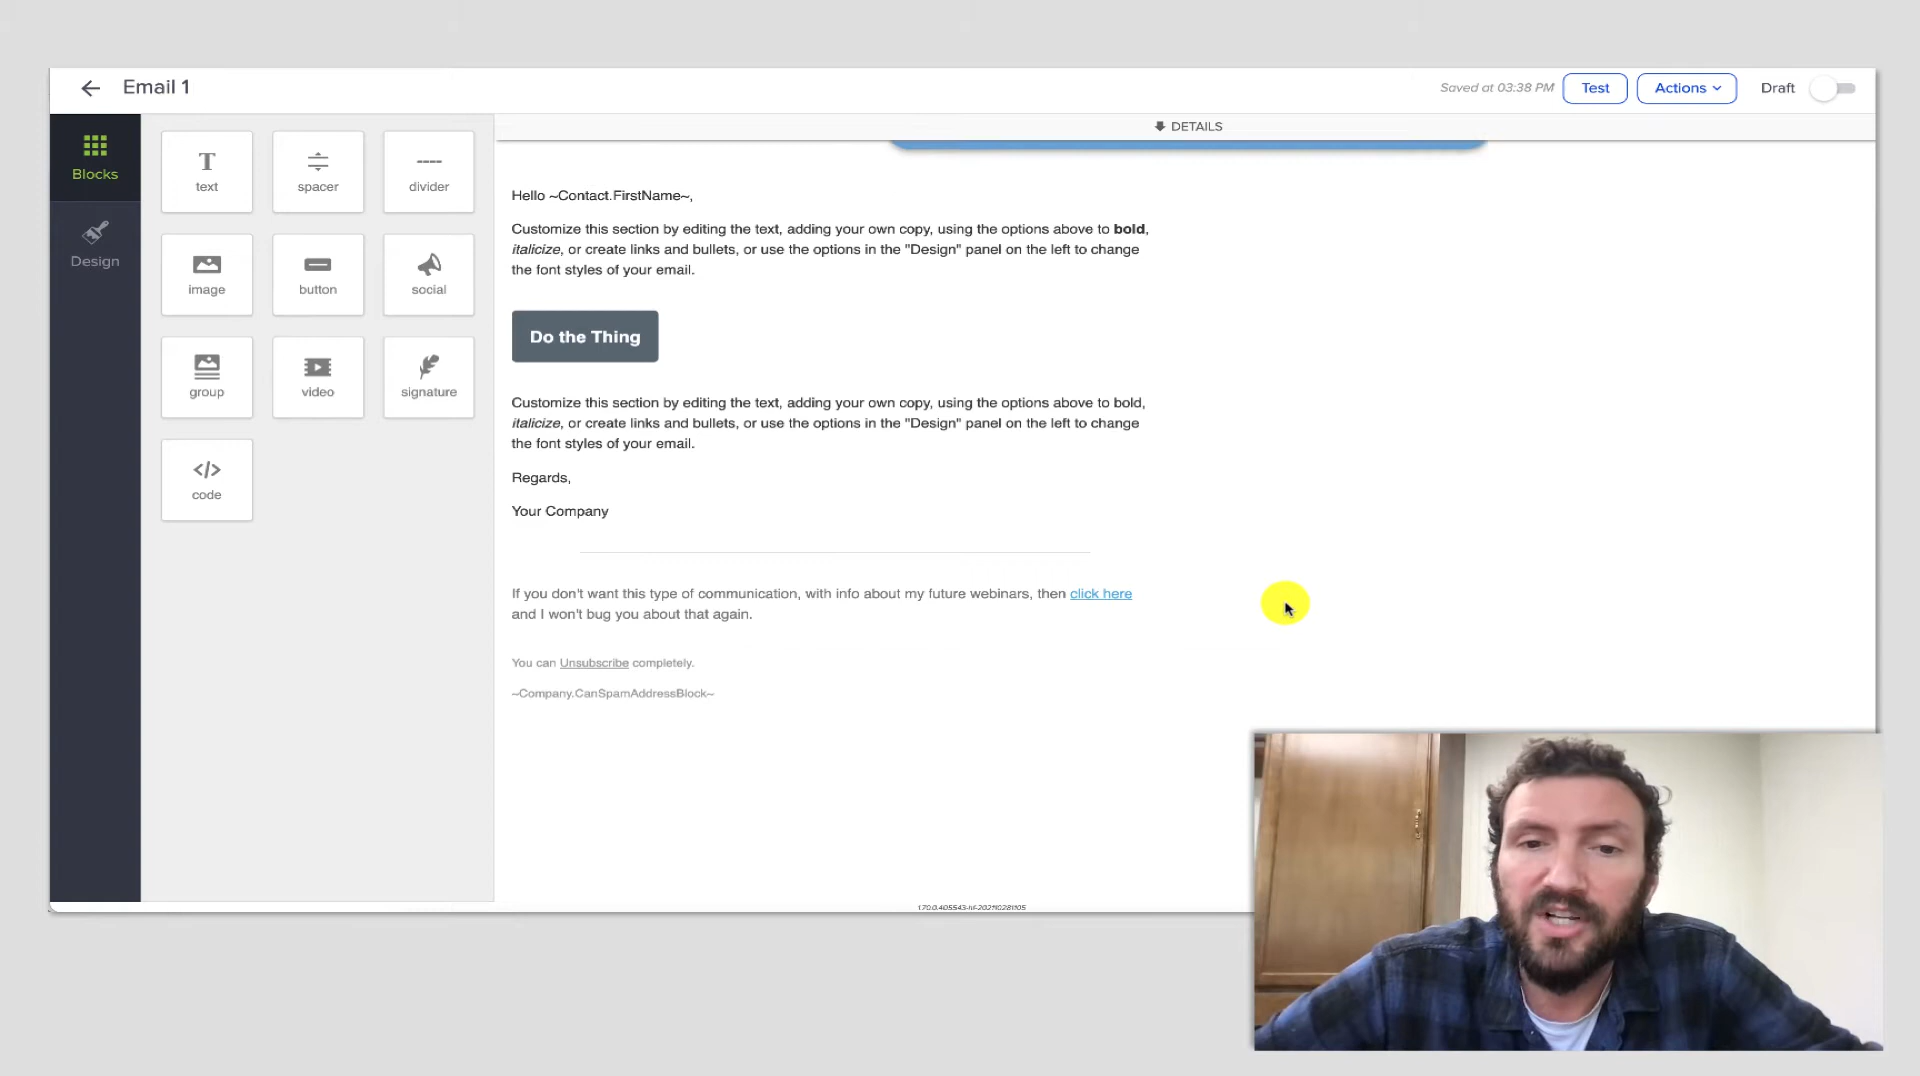 Email 1
Saved at 03:38 PM
Test
Actions
Draft
DETAILS
Blocks
Design
text
spacer
divider
image
button
social
group
video
signature
</>
code
Hello ~Contact.FirstName~,
Customize this section by editing the text, adding your own copy, using the options above to bold,
italicize, or create links and bullets, or use the options in the "Design" panel on the left to change
the font styles of your email.
Do the Thing
Customize this section by editing the text, adding your own copy, using the options above to bold,
italicize, or create links and bullets, or use the options in the "Design" panel on the left to change
the font styles of your email.
Regards,
Your Company
If you don't want this type of communication, with info about my future webinars, then click here
and I won't bug you about that again.
You can Unsubscribe completely.
~Company.CanSpamAddressBlock~